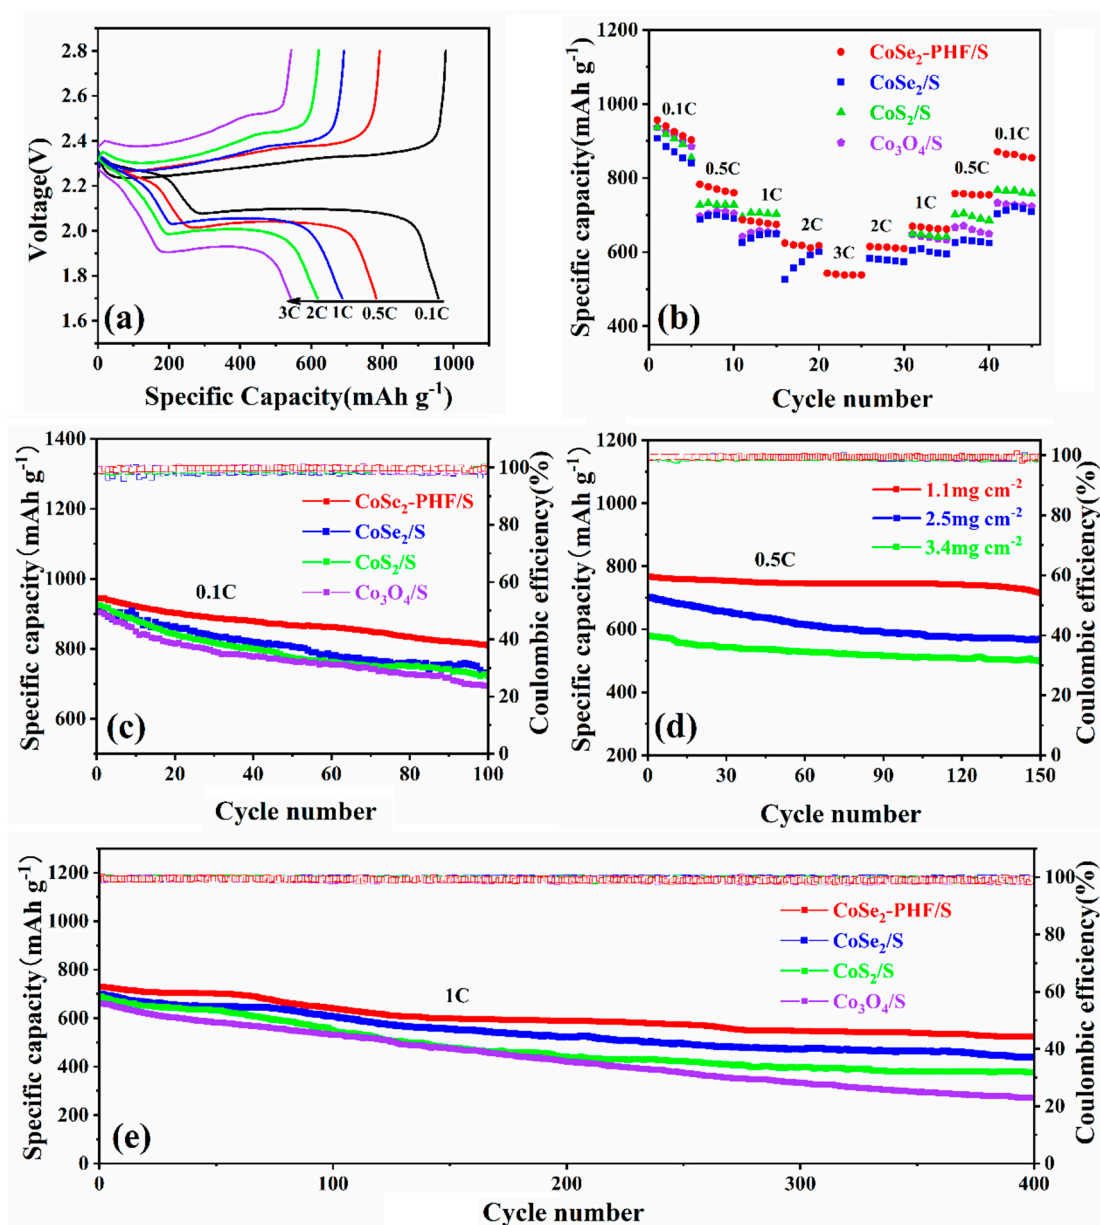 2.8
2.6
2.4
2.2
2.0
1.8
1.6
Voltage(V)
(a)
3C 2C 1C 0.5C 0.1C
0 200 400 600 800 1000
Specific Capacity(mAh g⁻¹)
1200
1000
800
600
400
Specific capacity(mAh g⁻¹)
CoSe₂-PHF/S
CoSe₂/S
CoS₂/S
Co₃O₄/S
0.1C
0.5C
1C
2C
3C
2C
1C
0.5C
0.1C
(b)
0 10 20 30 40
Cycle number
1400
1200
1000
800
600
Specific capacity(mAh g⁻¹)
CoSe₂-PHF/S
CoSe₂/S
CoS₂/S
Co₃O₄/S
0.1C
(c)
100
80
60
40
20
0
Coulombic efficiency(%)
0 20 40 60 80 100
Cycle number
1200
1000
900
800
700
600
500
400
200
Specific capacity(mAh g⁻¹)
1.1mg cm⁻²
2.5mg cm⁻²
3.4mg cm⁻²
0.5C
(d)
100
80
60
40
20
0
Coulombic efficiency(%)
0 30 60 90 120 150
Cycle number
1200
1000
800
600
400
200
0
Specific capacity(mAh g⁻¹)
CoSe₂-PHF/S
CoSe₂/S
CoS₂/S
Co₃O₄/S
1C
(e)
100
80
60
40
20
0
Coulombic efficiency(%)
0 100 200 300 400
Cycle number